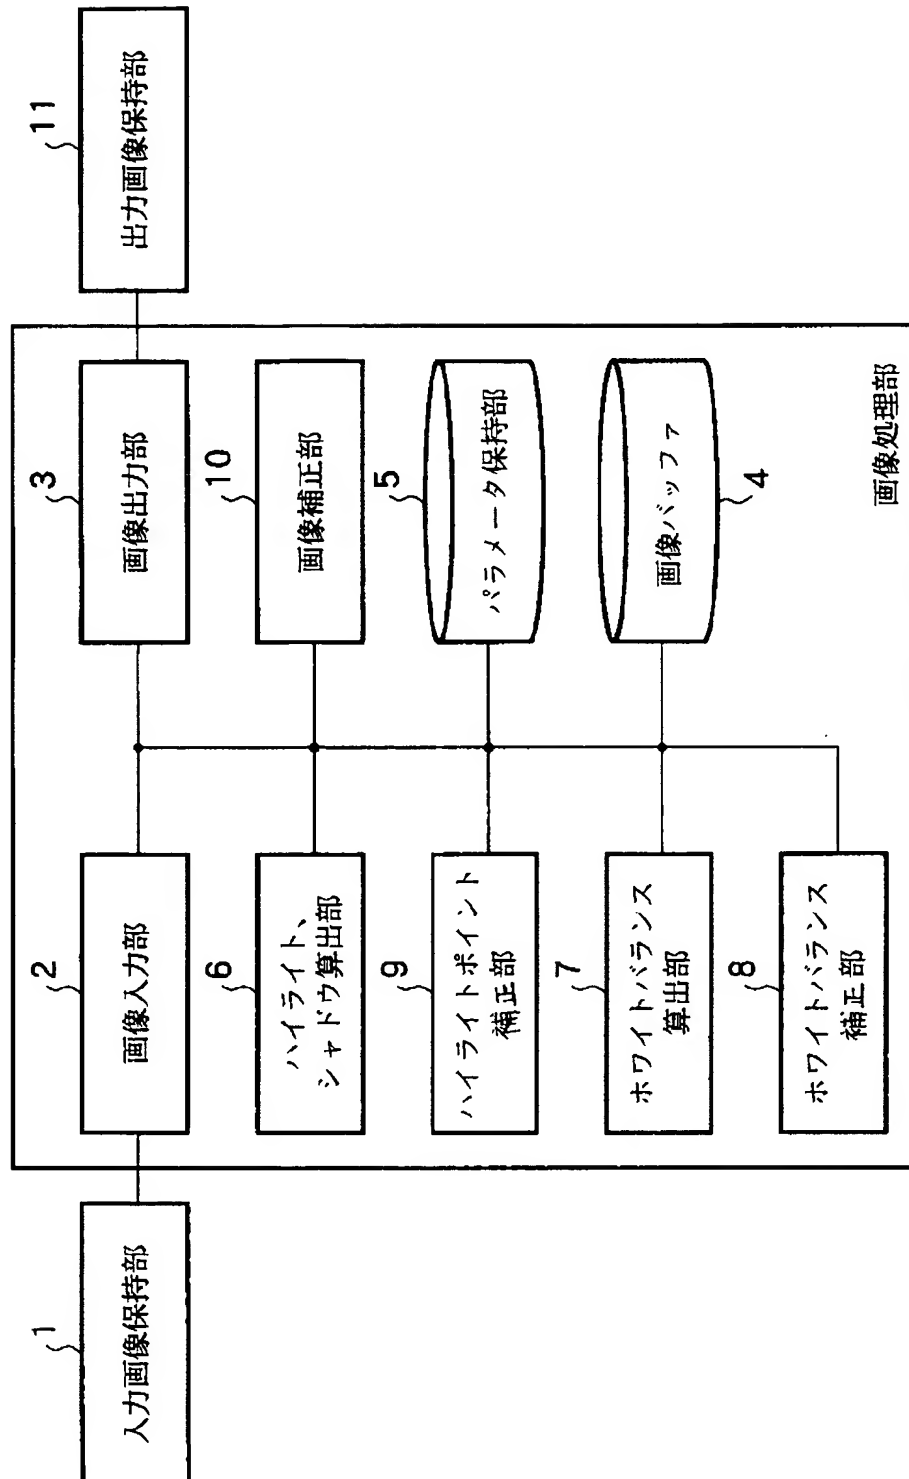 1
入力画像保持部
2
画像入力部
3
画像出力部
11
出力画像保持部
6
ハイライト、
シャドウ算出部
10
画像補正部
9
ハイライトポイント
補正部
5
パラメータ保持部
7
ホワイトバランス
算出部
4
画像バッファ
8
ホワイトバランス
補正部
画像処理部